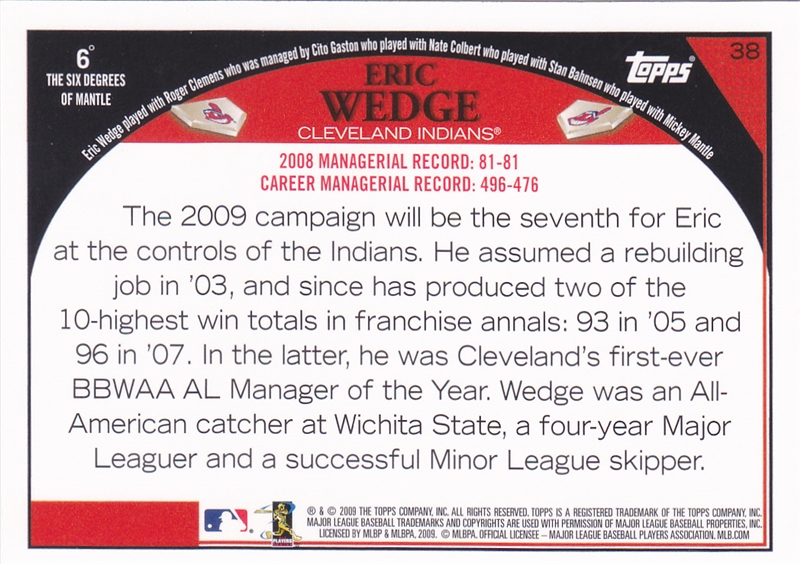 6°
THE SIX DEGREES
OF MANTLE
Eric Wedge played with Roger Clemens who was managed by Cito Gaston who played with Nate Colbert who played with Stan Bahnsen who played with Mickey Mantle
Topps®
38
ERIC
WEDGE
CLEVELAND INDIANS®
2008 MANAGERIAL RECORD: 81-81
CAREER MANAGERIAL RECORD: 496-476
The 2009 campaign will be the seventh for Eric
at the controls of the Indians. He assumed a rebuilding
job in '03, and since has produced two of the
10-highest win totals in franchise annals: 93 in '05 and
96 in '07. In the latter, he was Cleveland's first-ever
BBWAA AL Manager of the Year. Wedge was an All-
American catcher at Wichita State, a four-year Major
Leaguer and a successful Minor League skipper.
® & © 2009 THE TOPPS COMPANY, INC. ALL RIGHTS RESERVED. TOPPS IS A REGISTERED TRADEMARK OF THE TOPPS COMPANY, INC.
MAJOR LEAGUE BASEBALL TRADEMARKS AND COPYRIGHTS ARE USED WITH PERMISSION OF MAJOR LEAGUE BASEBALL PROPERTIES, INC.
LICENSED BY MLBP & MLBPA, 2009. © MLBPA. OFFICIAL LICENSEE – MAJOR LEAGUE BASEBALL PLAYERS ASSOCIATION. MLB.COM